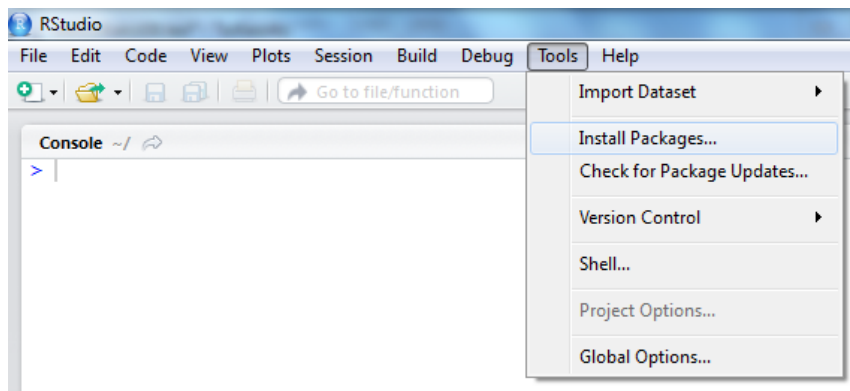 RStudio
File Edit Code View Plots Session Build Debug Tools Help
Go to file/function
Import Dataset
Console ~/
Install Packages...
>
Check for Package Updates...
Version Control
Shell...
Project Options...
Global Options...